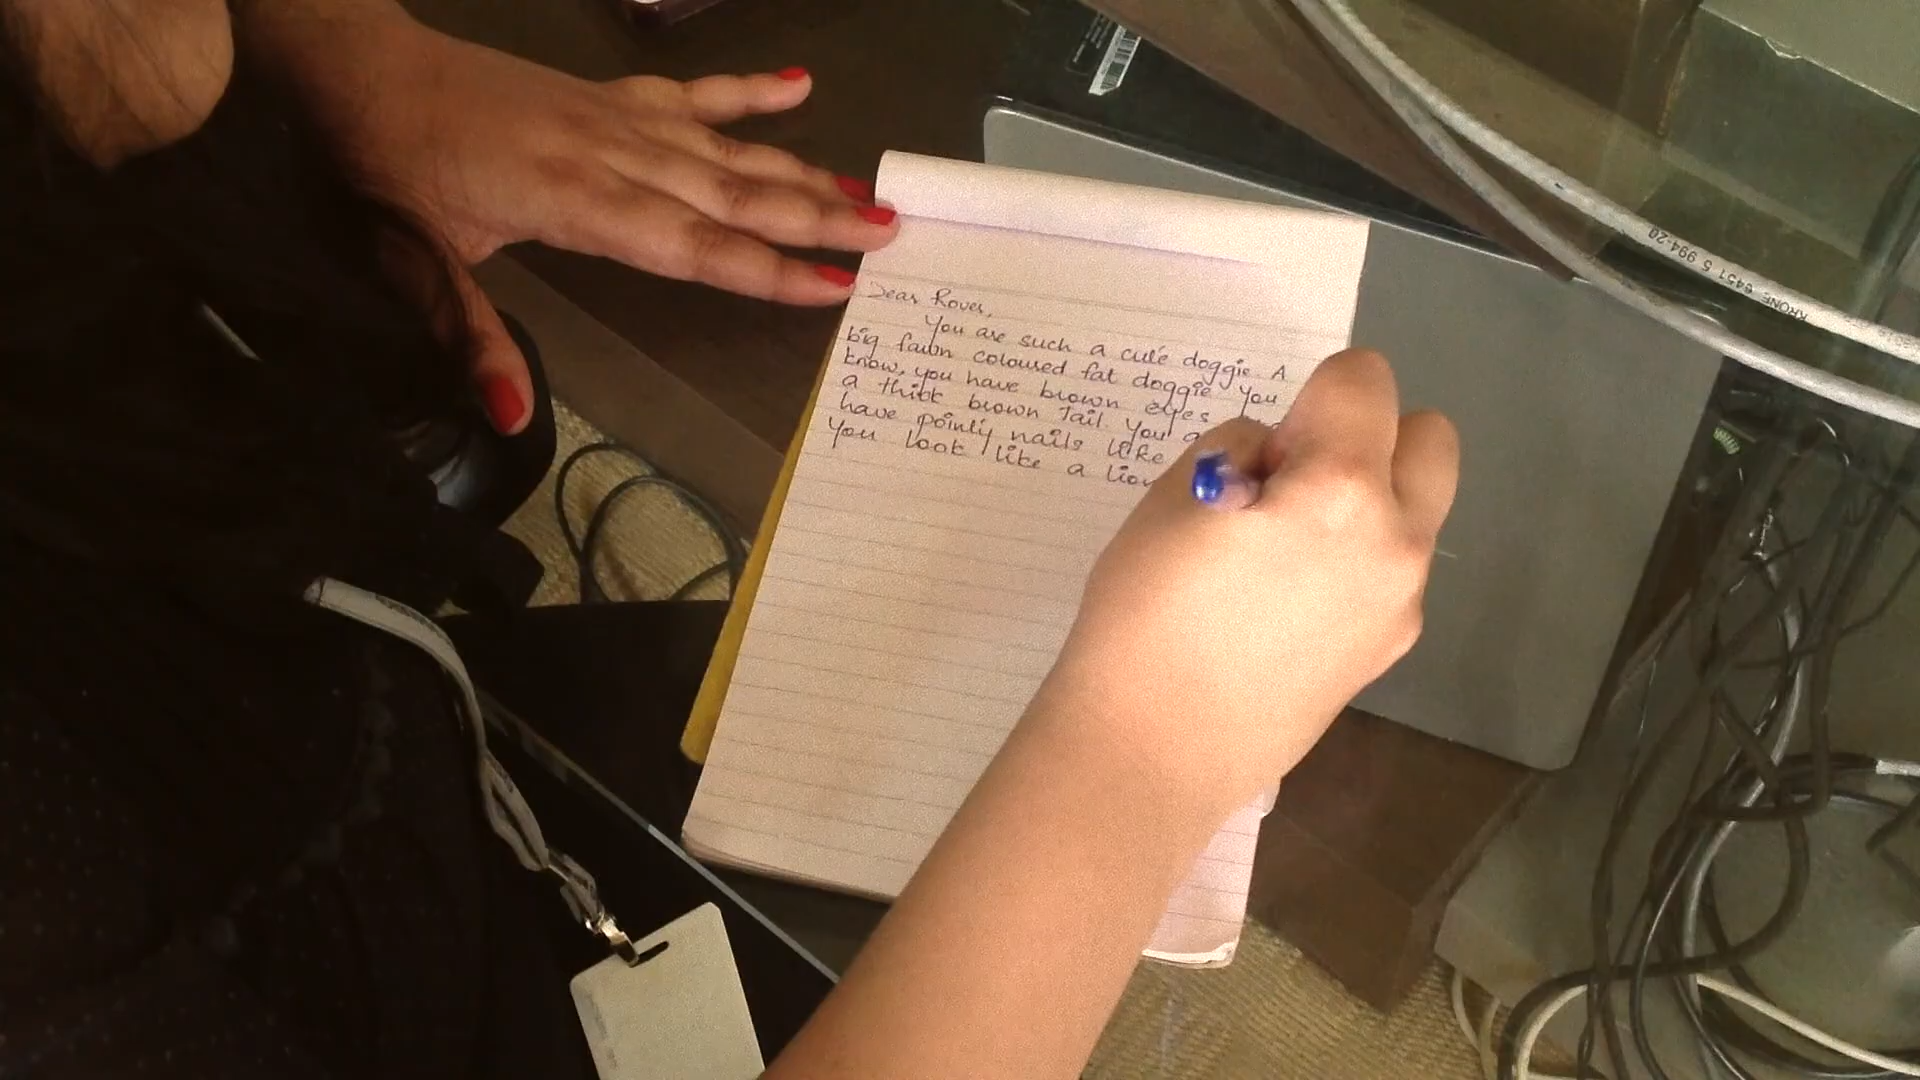 Dear Rover,
You are such a cute doggie. A
big fawn coloured fat doggie. You
know, you have brown eyes
a thick brown tail. You
have pointy nails like
You look like a lion
KRONE 6451 5 994-20